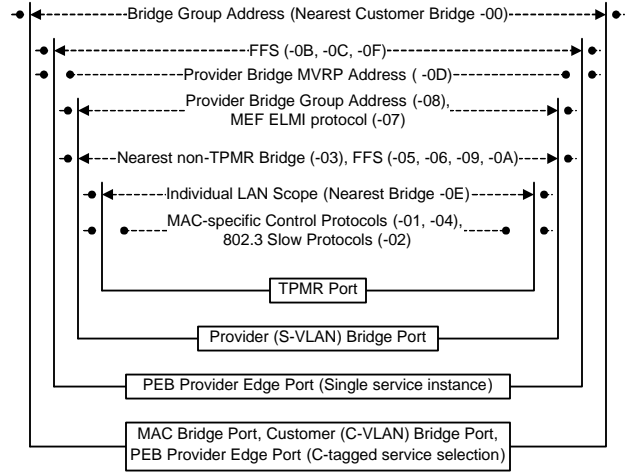 Bridge Group Address (Nearest Customer Bridge -00)
FFS (-0B, -0C, -0F)
Provider Bridge MVRP Address ( -0D)
Provider Bridge Group Address (-08),
MEF ELMI protocol (-07)
Nearest non-TPMR Bridge (-03), FFS (-05, -06, -09, -0A)
Individual LAN Scope (Nearest Bridge -0E)
MAC-specific Control Protocols (-01, -04),
802.3 Slow Protocols (-02)
TPMR Port
Provider (S-VLAN) Bridge Port
PEB Provider Edge Port (Single service instance)
MAC Bridge Port, Customer (C-VLAN) Bridge Port,
PEB Provider Edge Port (C-tagged service selection)